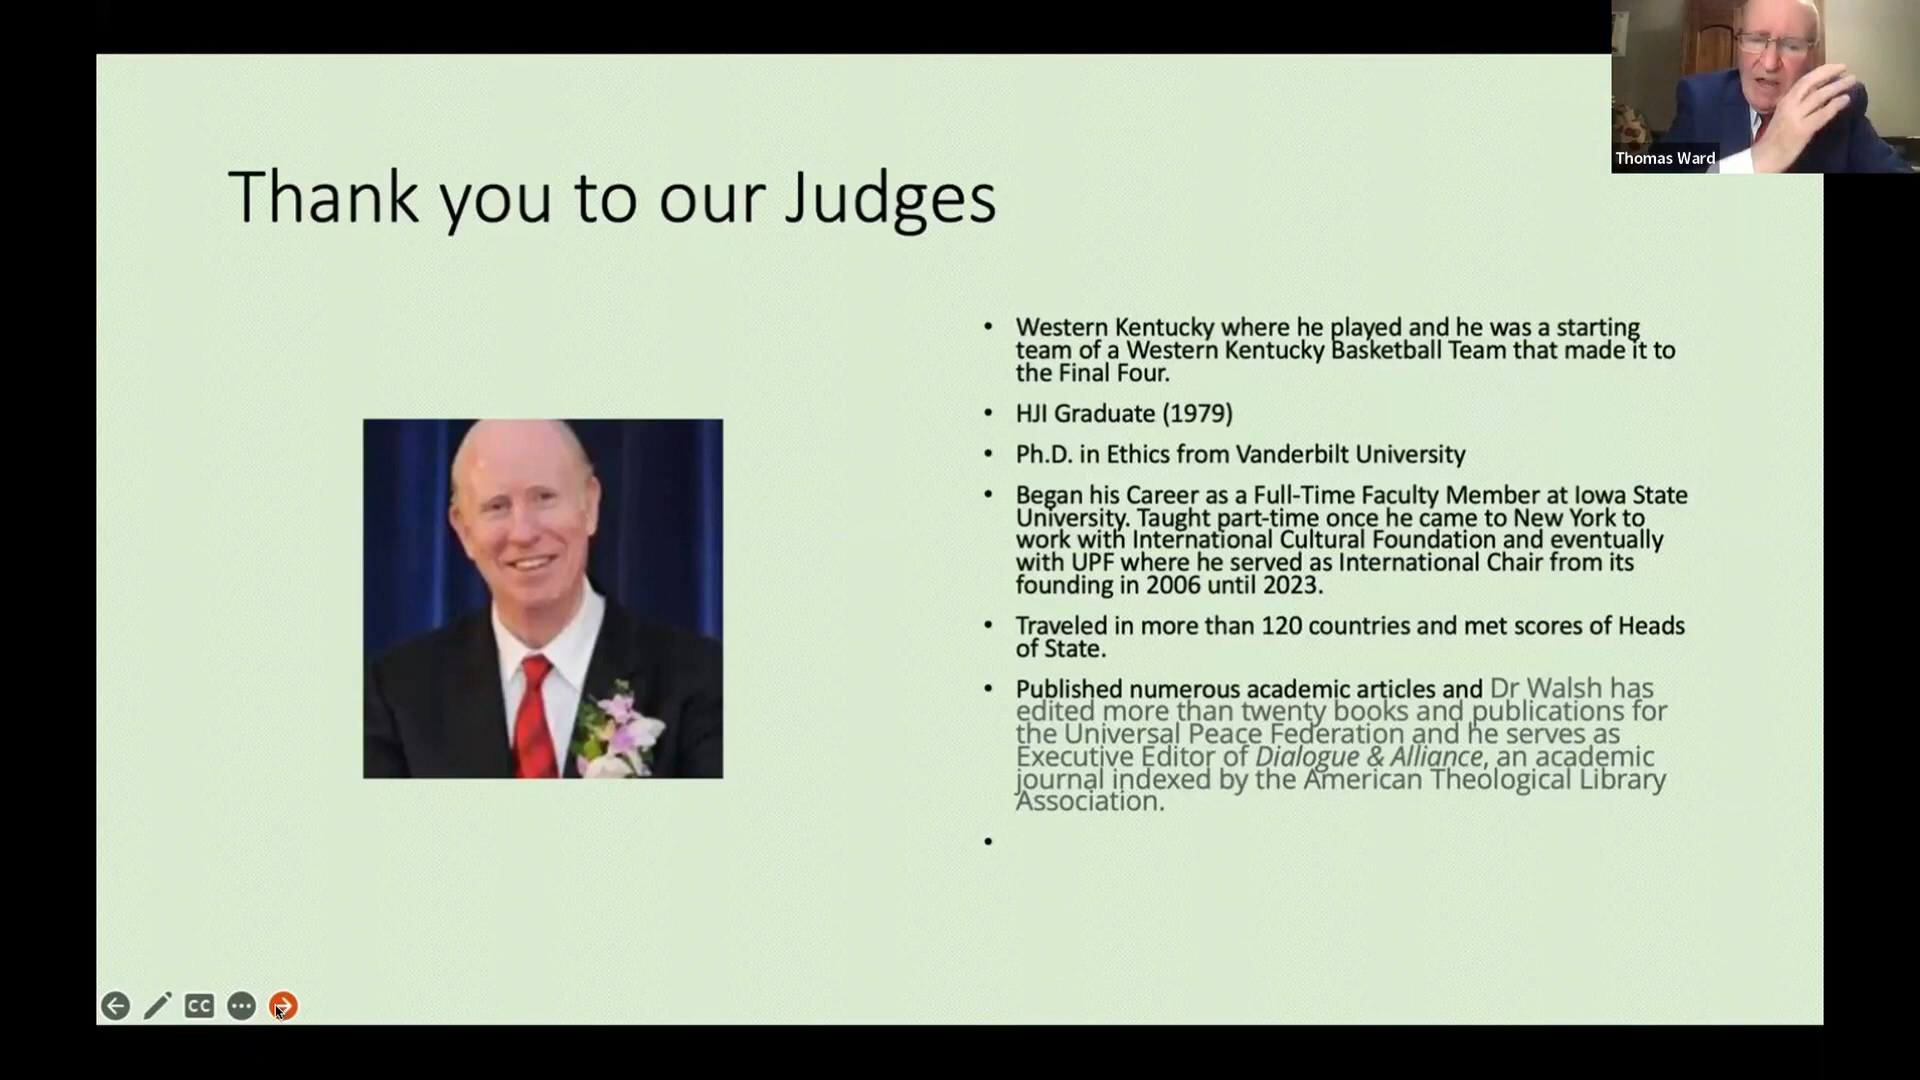 Thank you to our Judges
Thomas Ward
• Western Kentucky where he played and he was a starting
team of a Western Kentucky Basketball Team that made it to
the Final Four.
• HJI Graduate (1979)
• Ph.D. in Ethics from Vanderbilt University
• Began his Career as a Full-Time Faculty Member at Iowa State
University. Taught part-time once he came to New York to
work with International Cultural Foundation and eventually
with UPF where he served as International Chair from its
founding in 2006 until 2023.
• Traveled in more than 120 countries and met scores of Heads
of State.
• Published numerous academic articles and Dr Walsh has
edited more than twenty books and publications for
the Universal Peace Federation and he serves as
Executive Editor of Dialogue & Alliance, an academic
journal indexed by the American Theological Library
Association.
•
CC